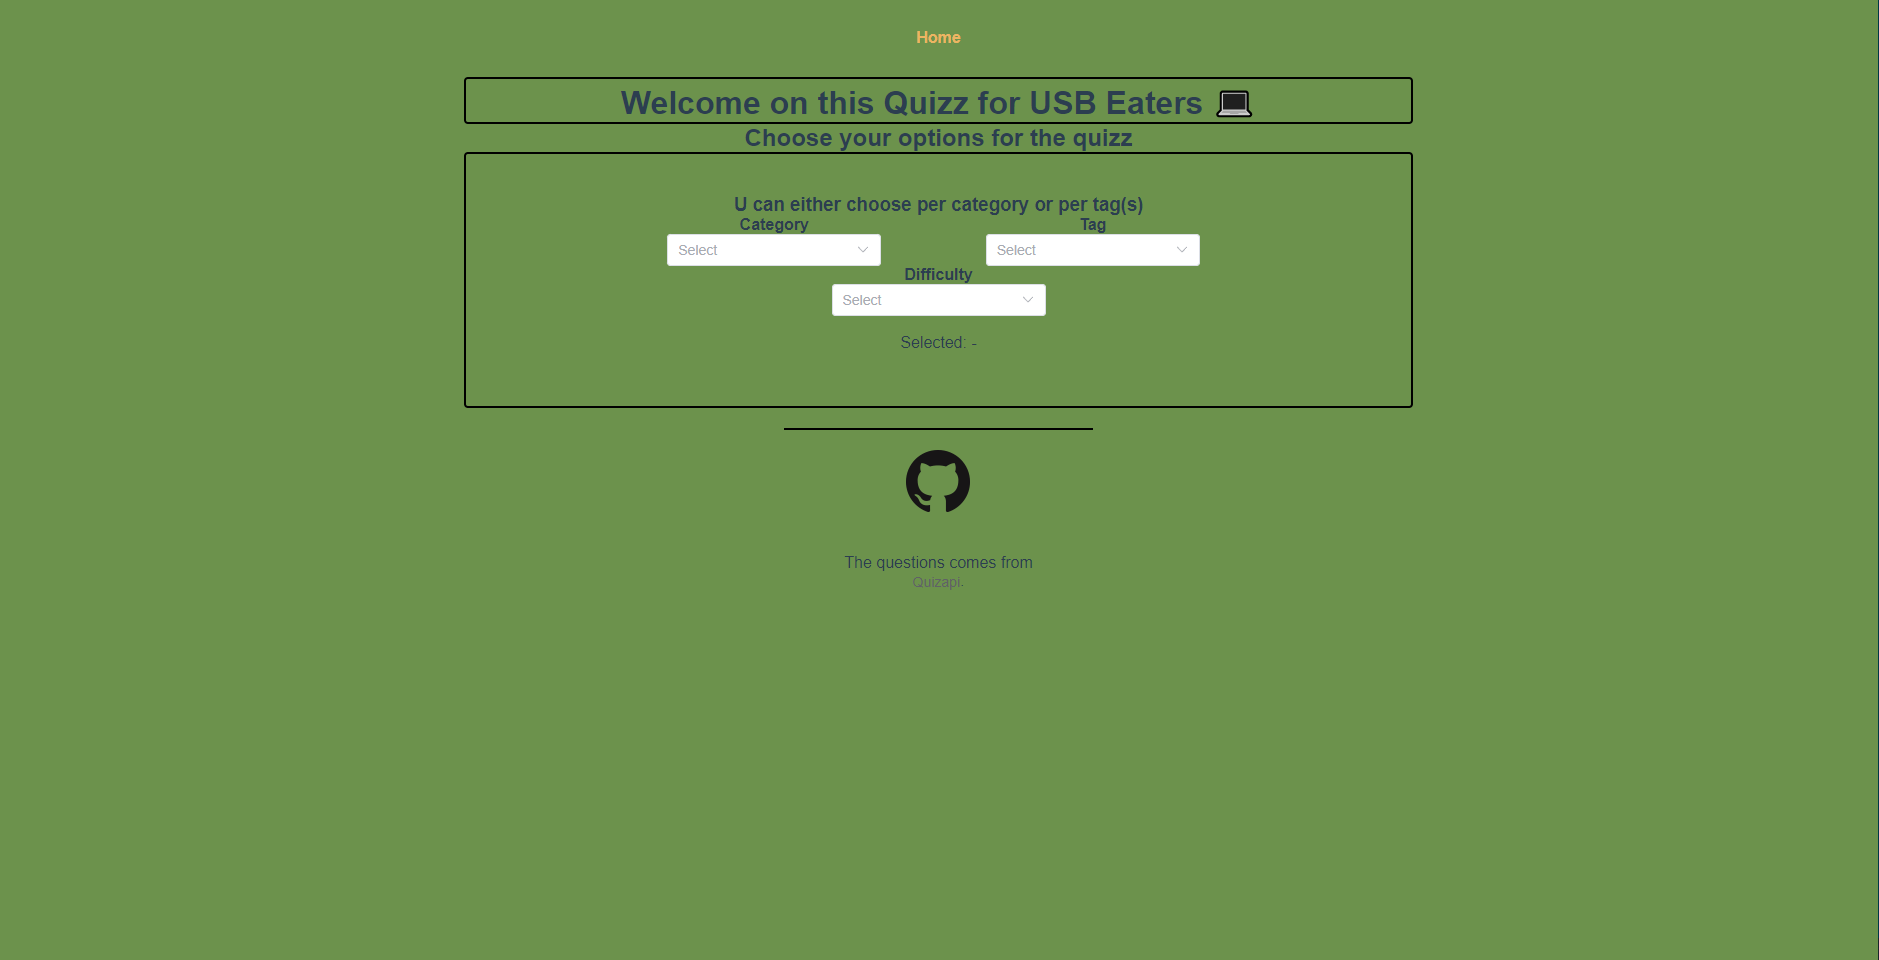 Home
Welcome on this Quizz for USB Eaters 💻
Choose your options for the quizz
U can either choose per category or per tag(s)
Category Tag
Select Select
Difficulty
Select
Selected: -
The questions comes from
Quizapi.